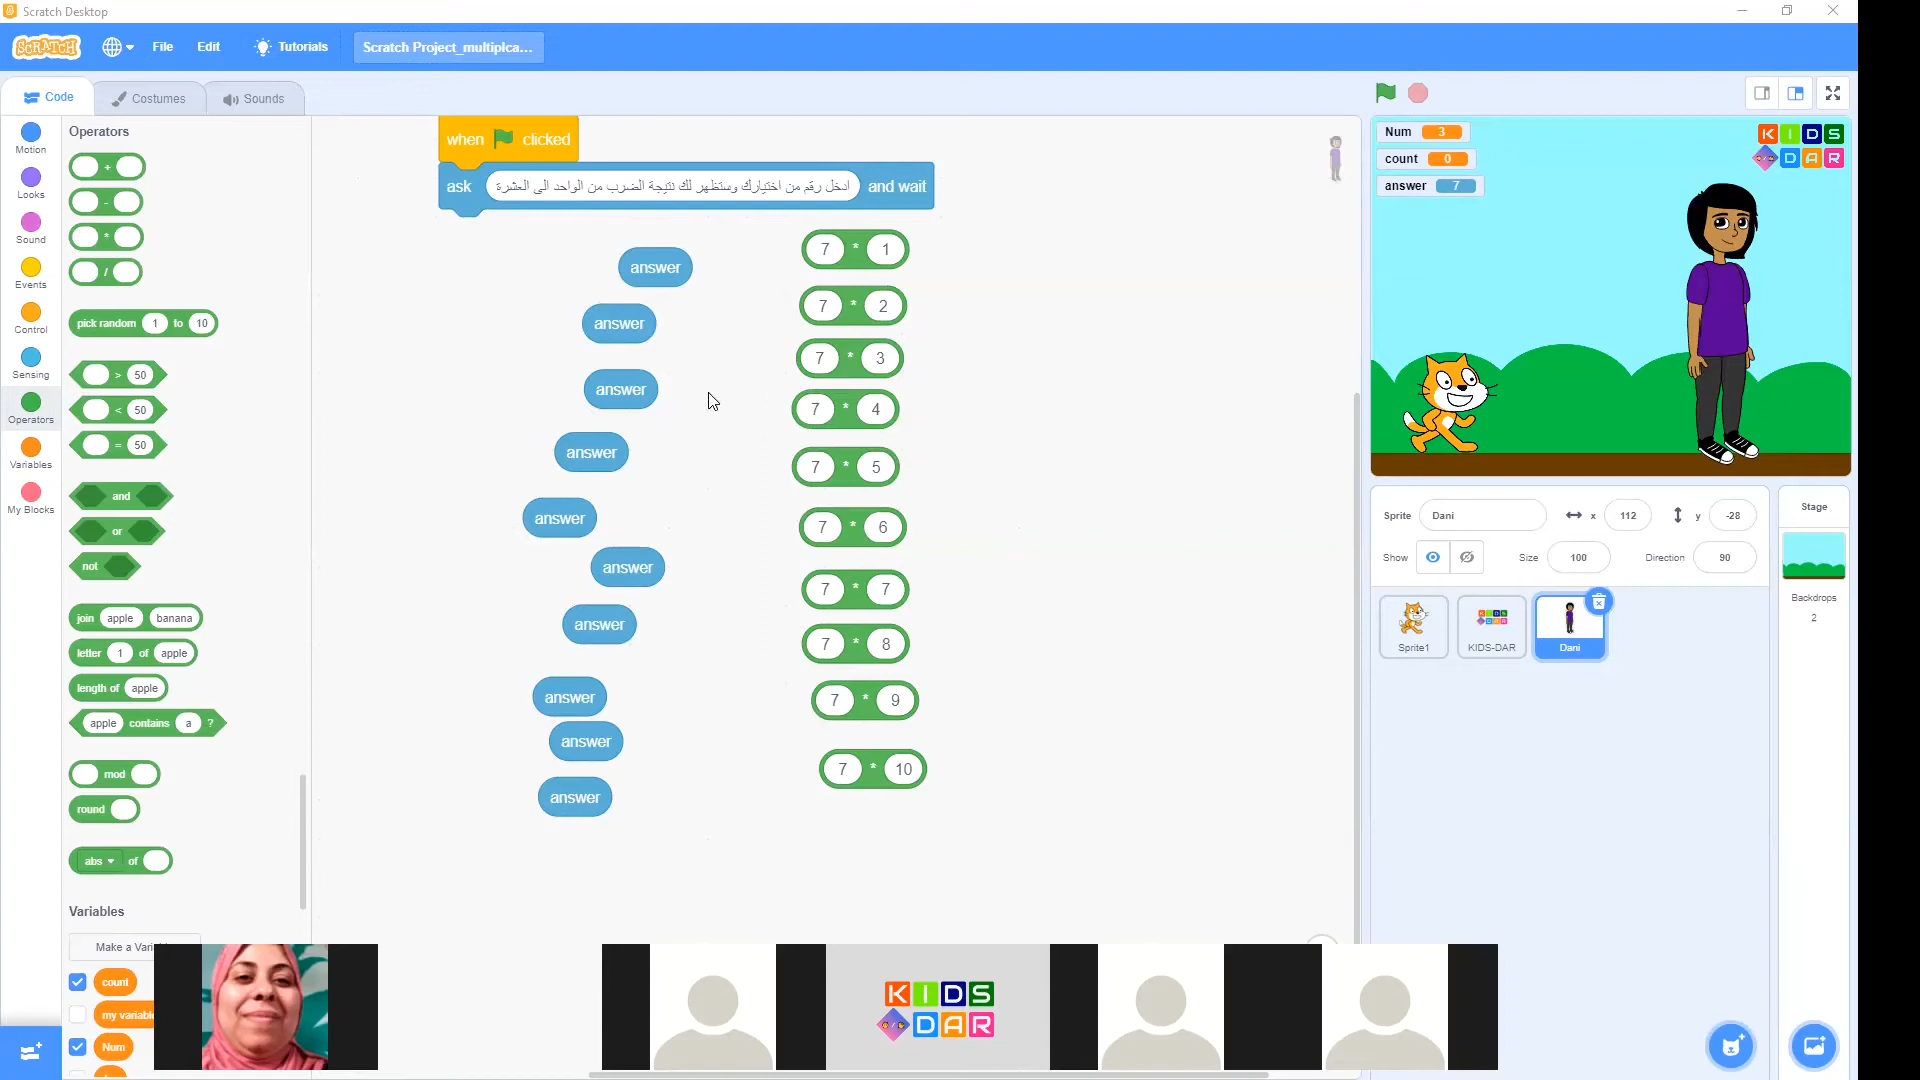 Scratch Desktop
SCRATCH
File
Edit
Tutorials
Scratch Project_multiplca...
Code
Costumes
Sounds
Motion
Looks
Sound
Events
Control
Sensing
Operators
Variables
My Blocks
Operators
+
-
*
/
pick random 1 to 10
> 50
< 50
= 50
and
or
not
join apple banana
letter 1 of apple
length of apple
apple contains a ?
mod
round
abs of
Variables
Make a Vari
count
my variable
Num
when clicked
ask ادخل رقم من اختيارك وستظهر لك نتيجة الضرب من الواحد الى العشرة and wait
answer
answer
answer
answer
answer
answer
answer
answer
answer
answer
7 * 1
7 * 2
7 * 3
7 * 4
7 * 5
7 * 6
7 * 7
7 * 8
7 * 9
7 * 10
Num 3
count 0
answer 7
KIDS
DAR
Sprite Dani x 112 y -28
Show Size 100 Direction 90
Sprite1
KIDS-DAR
Dani
Stage
Backdrops
2
KIDS
DAR